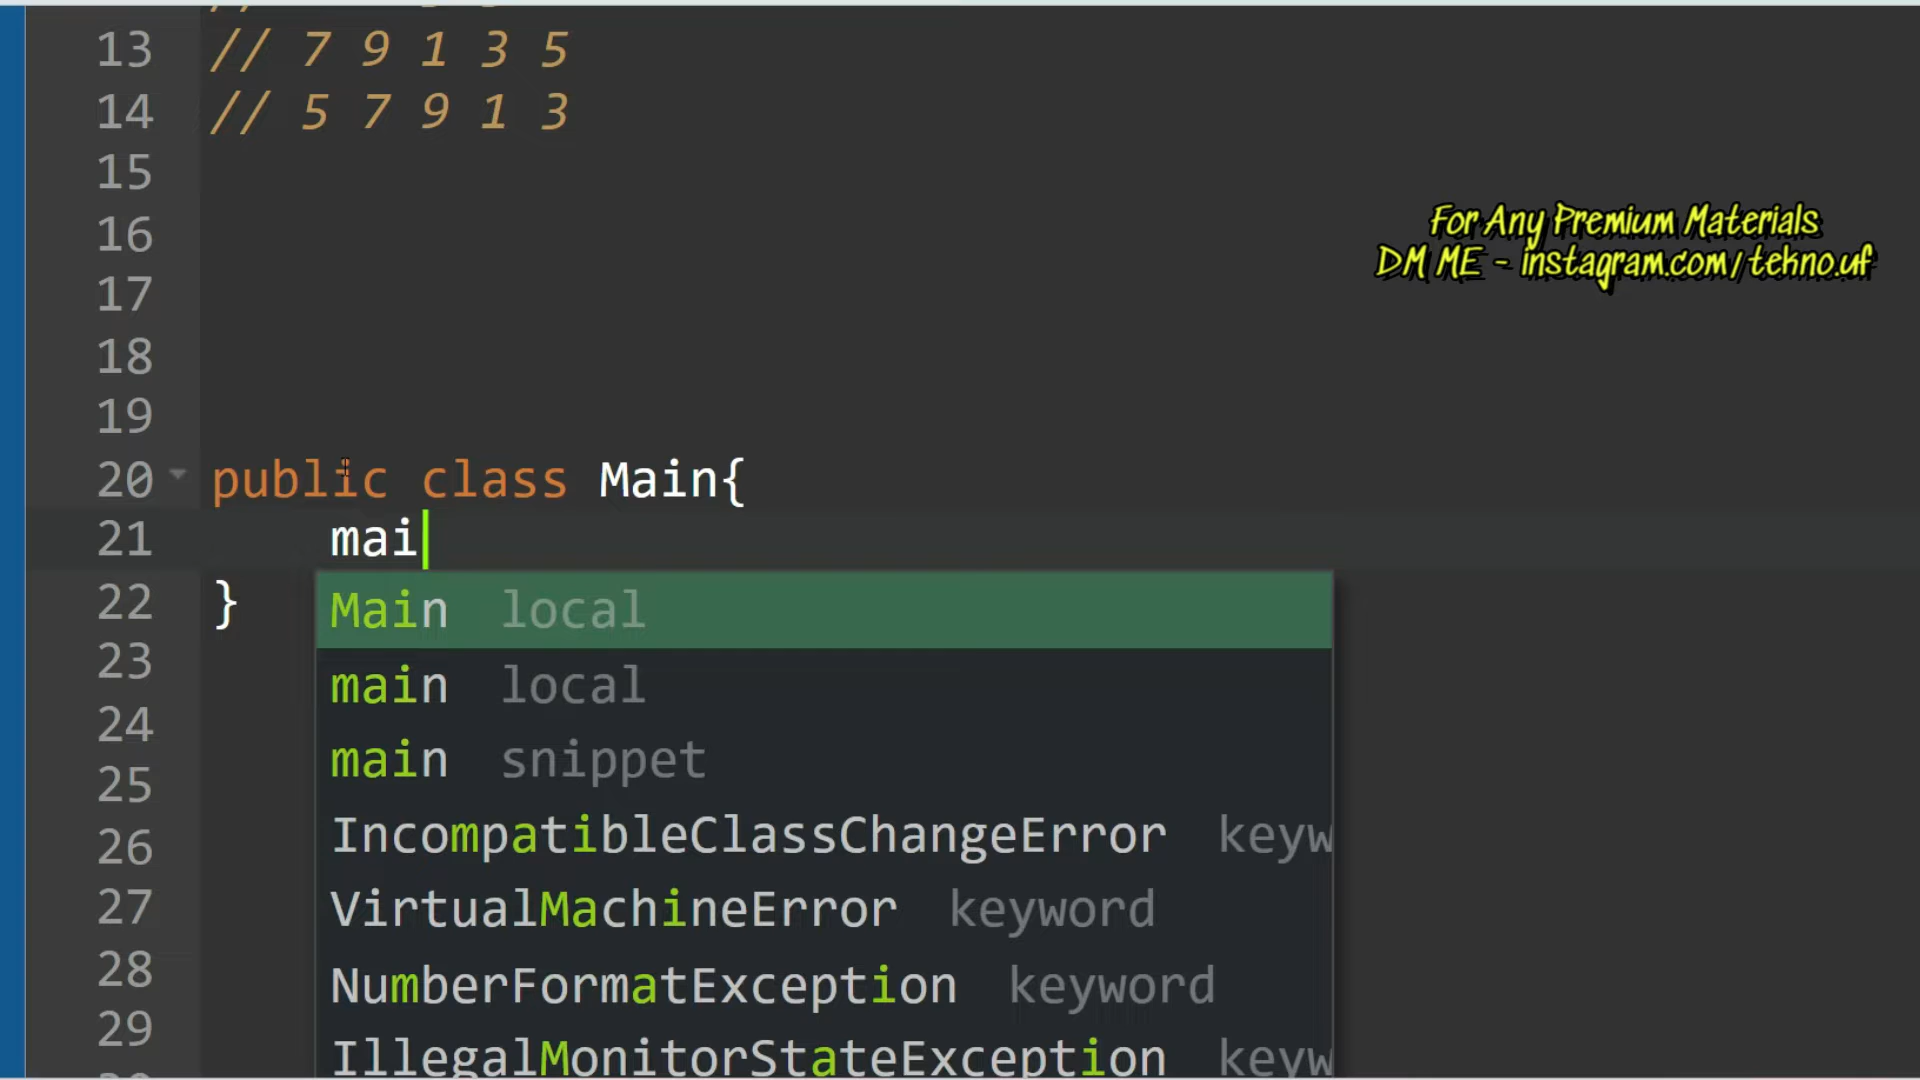 13 // 7 9 1 3 5
14 // 5 7 9 1 3
15
16
For Any Premium Materials
DM ME - instagram.com/tekno.uf
17
18
19
20 public class Main{
21 mai
22 }
Main local
23
main local
24
main snippet
25
26 IncompatibleClassChangeError keyw
27 VirtualMachineError keyword
28 NumberFormatException keyword
29 IllegalMonitorStateException keyw